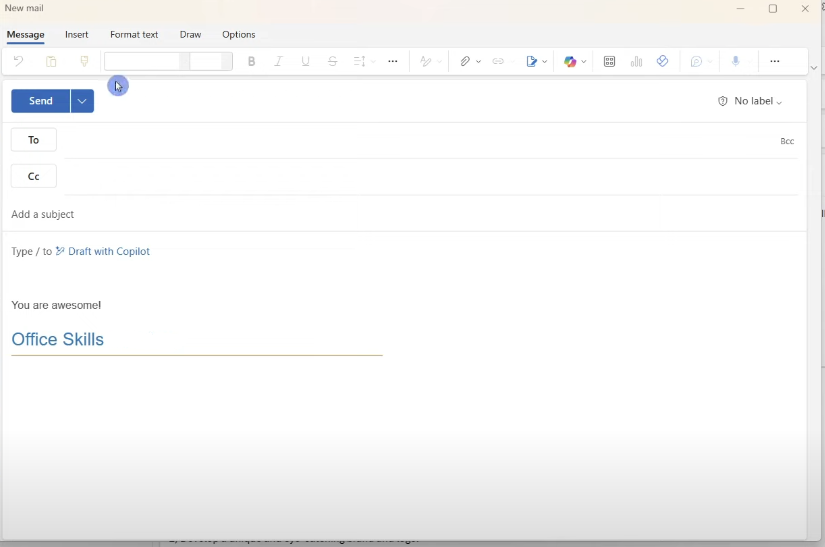 New mail
Message Insert Format text Draw Options
B I U S
Send No label
To Bcc
Cc
Add a subject
Type / to Draft with Copilot
You are awesome!
Office Skills